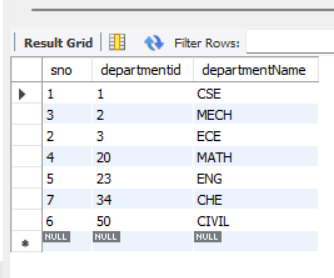 Result Grid Filter Rows:
sno departmentid departmentName
1 1 CSE
3 2 MECH
2 3 ECE
4 20 MATH
5 23 ENG
7 34 CHE
6 50 CIVIL
NULL NULL NULL